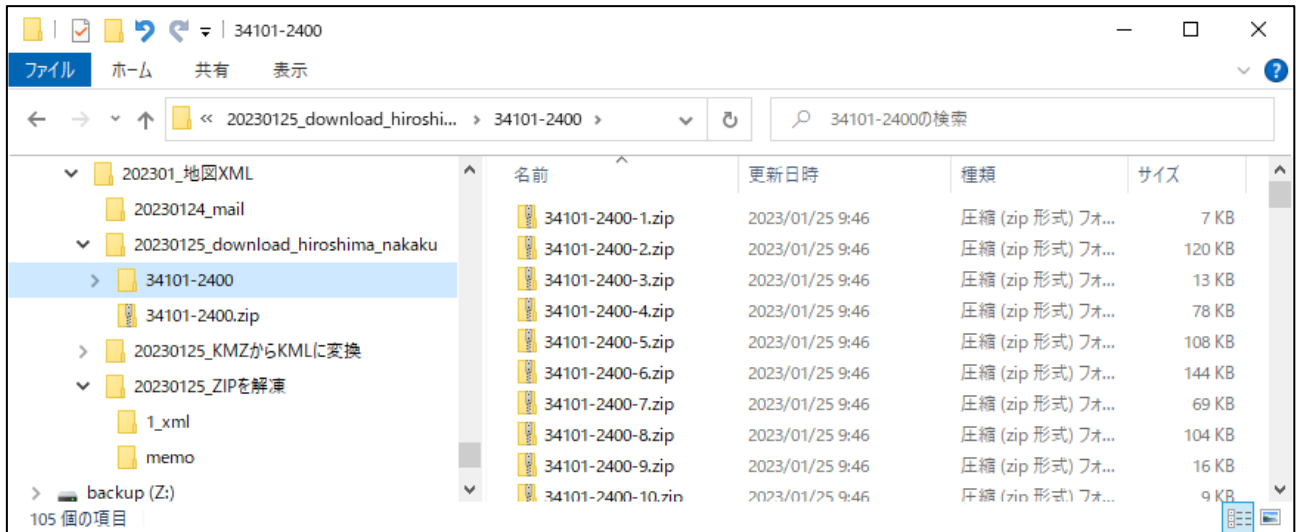 34101-2400
ファイル ホーム 共有 表示
« 20230125_download_hiroshi... › 34101-2400 › 34101-2400の検索
202301_地図XML
20230124_mail
20230125_download_hiroshima_nakaku
34101-2400
34101-2400.zip
20230125_KMZからKMLに変換
20230125_ZIPを解凍
1_xml
memo
backup (Z:)
名前 更新日時 種類 サイズ
34101-2400-1.zip 2023/01/25 9:46 圧縮 (zip 形式) フォ... 7 KB
34101-2400-2.zip 2023/01/25 9:46 圧縮 (zip 形式) フォ... 120 KB
34101-2400-3.zip 2023/01/25 9:46 圧縮 (zip 形式) フォ... 13 KB
34101-2400-4.zip 2023/01/25 9:46 圧縮 (zip 形式) フォ... 78 KB
34101-2400-5.zip 2023/01/25 9:46 圧縮 (zip 形式) フォ... 108 KB
34101-2400-6.zip 2023/01/25 9:46 圧縮 (zip 形式) フォ... 144 KB
34101-2400-7.zip 2023/01/25 9:46 圧縮 (zip 形式) フォ... 69 KB
34101-2400-8.zip 2023/01/25 9:46 圧縮 (zip 形式) フォ... 104 KB
34101-2400-9.zip 2023/01/25 9:46 圧縮 (zip 形式) フォ... 16 KB
34101-2400-10.zip 2023/01/25 9:46 圧縮 (zip 形式) フォ... 9 KB
105 個の項目